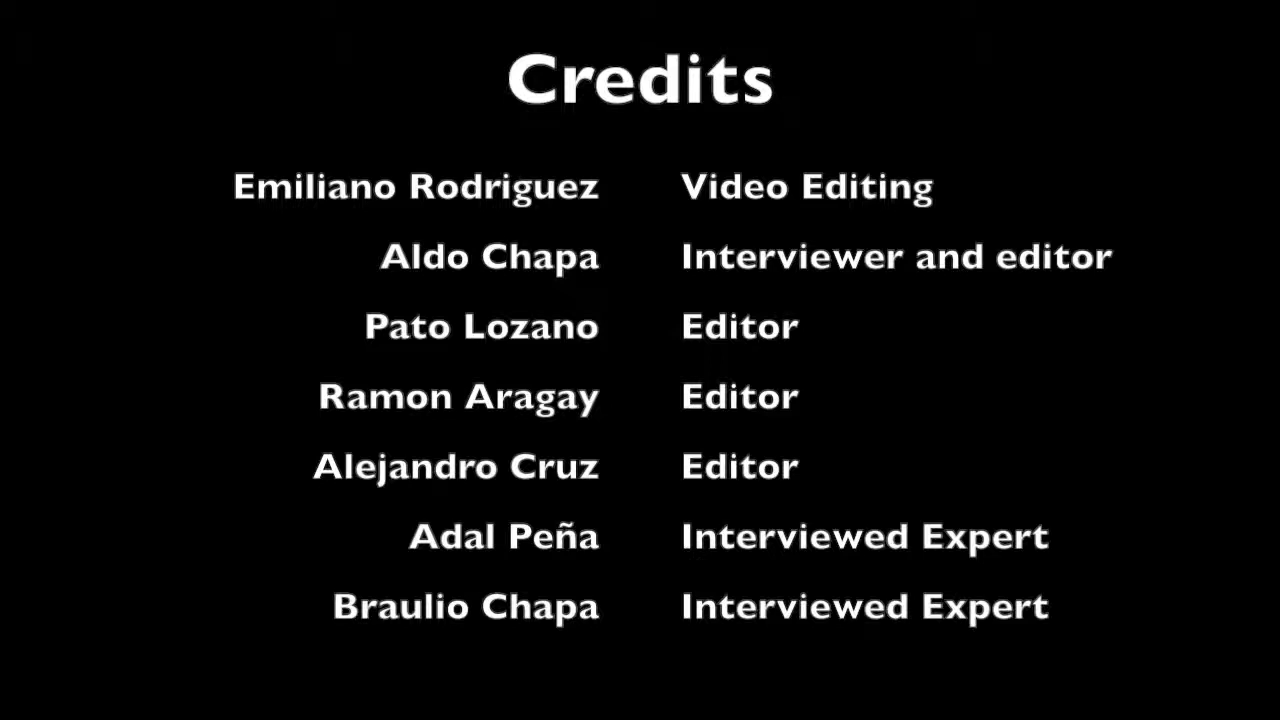 Credits
Emiliano Rodriguez Video Editing
Aldo Chapa Interviewer and editor
Pato Lozano Editor
Ramon Aragay Editor
Alejandro Cruz Editor
Adal Peña Interviewed Expert
Braulio Chapa Interviewed Expert